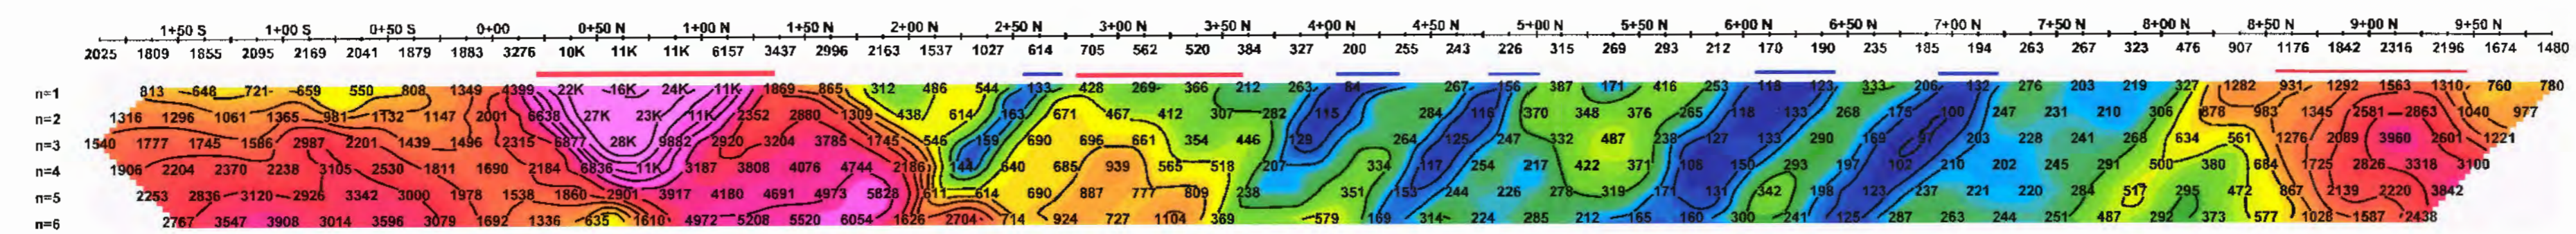 1+50 S 1+00 S 0+50 S 0+00 0+50 N 1+00 N 1+50 N 2+00 N 2+50 N 3+00 N 3+50 N 4+00 N 4+50 N 5+00 N 5+50 N 6+00 N 6+50 N 7+00 N 7+50 N 8+00 N 8+50 N 9+00 N 9+50 N
2025 1809 1855 2095 2169 2041 1879 1883 3276 10K 11K 11K 6157 3437 2996 2163 1537 1027 614 705 562 520 384 327 200 255 243 226 315 269 293 212 170 190 235 185 194 263 267 323 476 907 1176 1842 2316 2196 1674 1480
n=1 813 648 721 659 550 808 1349 4399 22K 16K 24K 11K 1869 865 312 486 544 133 428 269 366 212 263 84 267 156 387 171 416 253 118 123 333 206 132 276 203 219 327 1282 931 1292 1563 1310 760 780
n=2 1316 1296 1061 1365 981 1132 1147 2001 6638 27K 23K 11K 2352 2880 1309 438 614 163 671 467 412 307 282 115 284 116 370 348 376 265 118 133 268 175 100 247 231 210 306 878 983 1345 2581 2863 1040 977
n=3 1540 1777 1745 1586 2987 2201 1439 1496 2315 6877 28K 9882 2920 3204 3785 1745 546 159 690 696 661 354 446 129 264 125 247 332 487 238 127 133 290 169 97 203 228 241 268 634 561 1276 2089 3960 2601 1221
n=4 1906 2204 2370 2238 3105 2530 1811 1690 2184 6836 11K 3187 3808 4076 4744 2186 144 640 685 939 565 518 207 334 117 254 217 422 371 108 150 293 197 102 210 202 245 291 500 380 684 1725 2826 3318 3100
n=5 2253 2836 3120 2926 3342 3000 1978 1538 1860 2901 3917 4180 4691 4973 5828 611 614 690 887 777 809 238 351 153 244 226 278 319 171 131 342 198 123 237 221 220 284 517 295 472 867 2139 2220 3842
n=6 2767 3547 3908 3014 3596 3079 1692 1336 635 1610 4972 5208 5520 6054 1626 2704 714 924 727 1104 369 579 169 314 224 285 212 165 160 300 241 125 287 263 244 251 487 292 373 577 1028 1587 2438